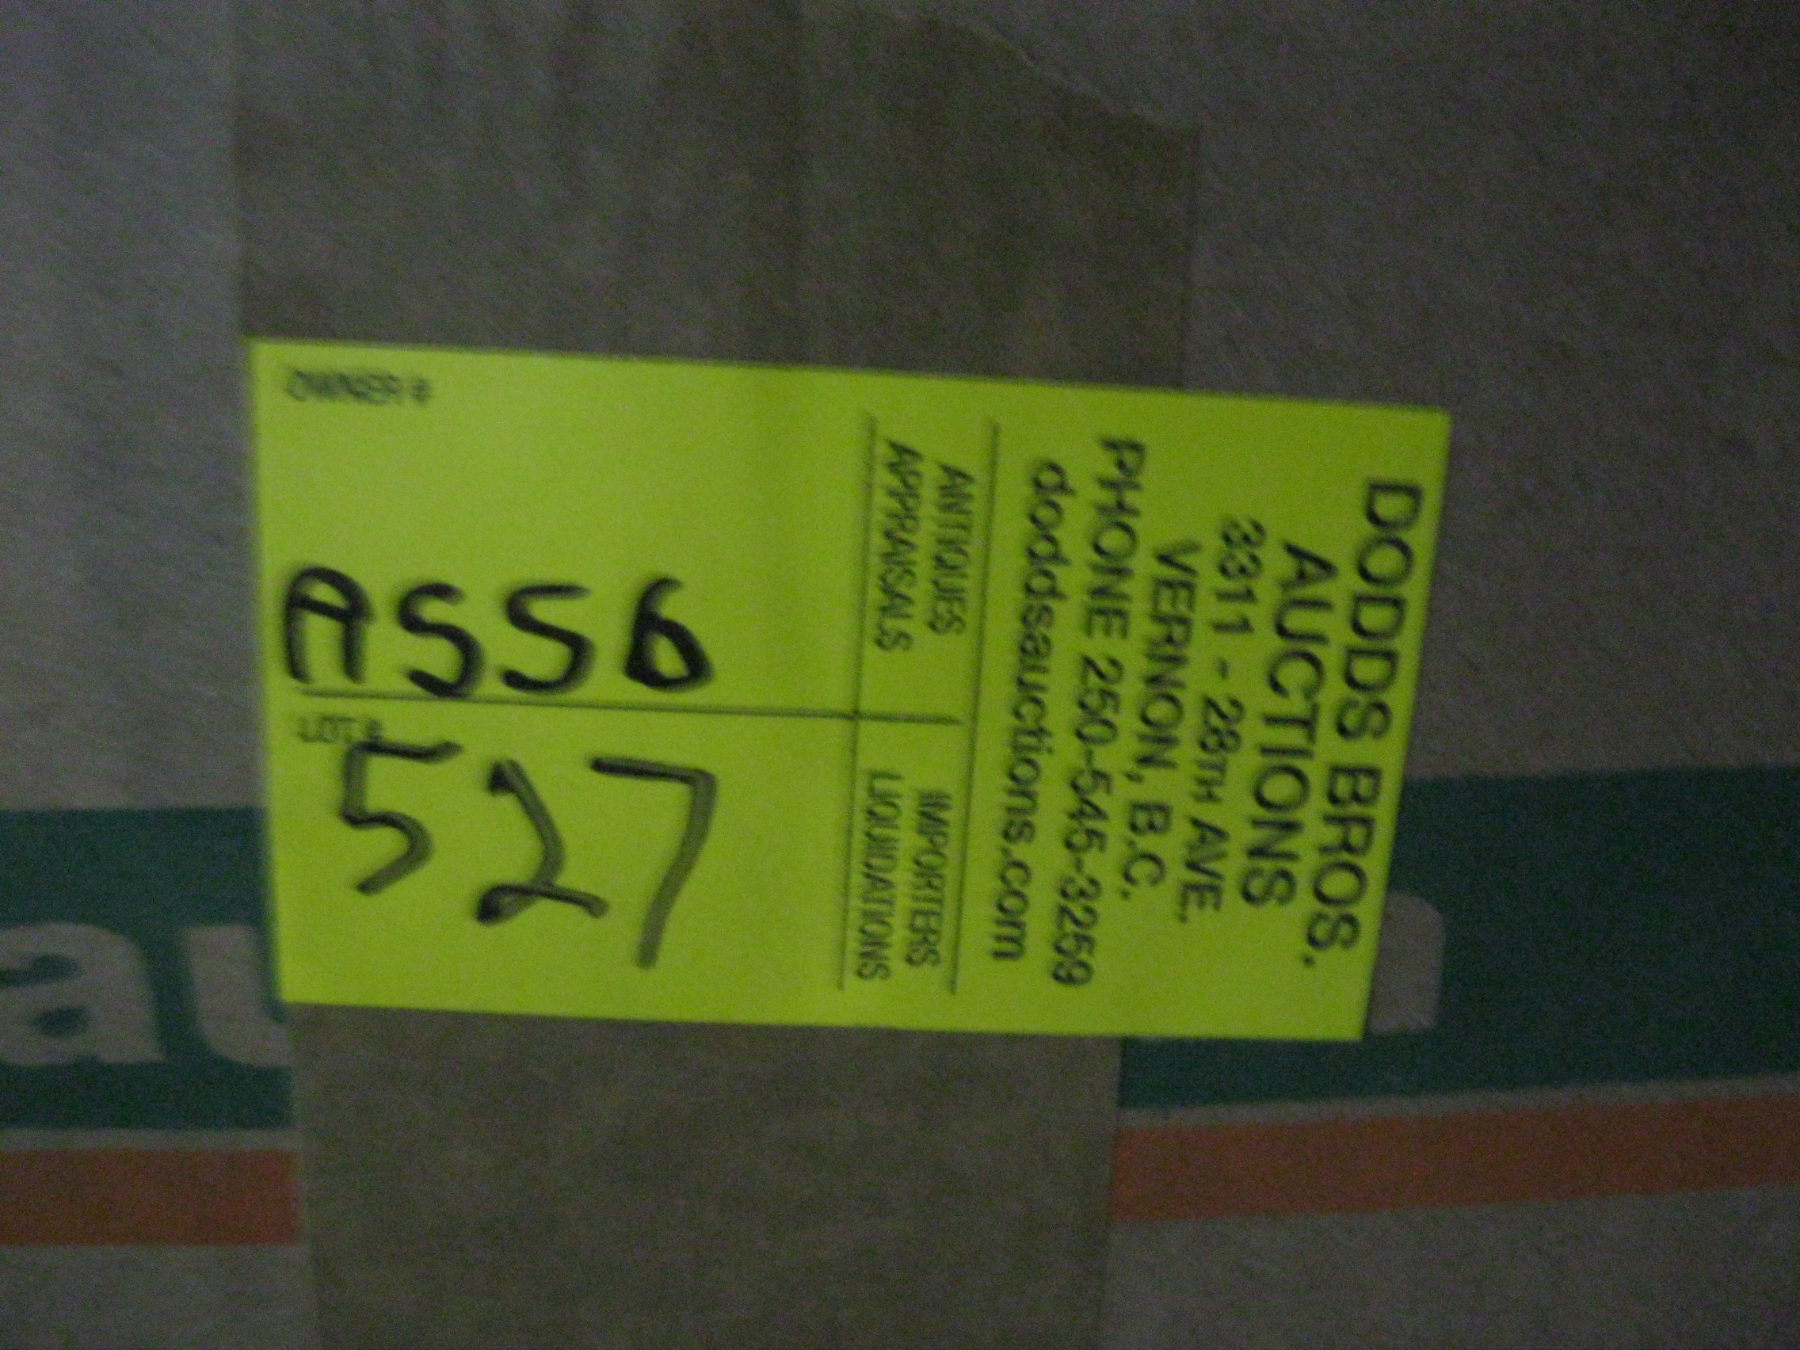 DODDS BROS.
AUCTIONS
3311 - 28TH AVE.
VERNON, B.C.
PHONE 250-545-3259
doddsauctions.com
ANTIQUES
APPRAISALS
IMPORTERS
LIQUIDATIONS
OWNER #
A556
LOT #
527
au